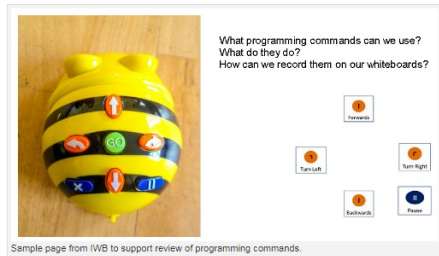 What programming commands can we use?
What do they do?
How can we record them on our whiteboards?
GO
Forwards
Turn Left
Turn Right
Backwards
Pause
Sample page from IWB to support review of programming commands.